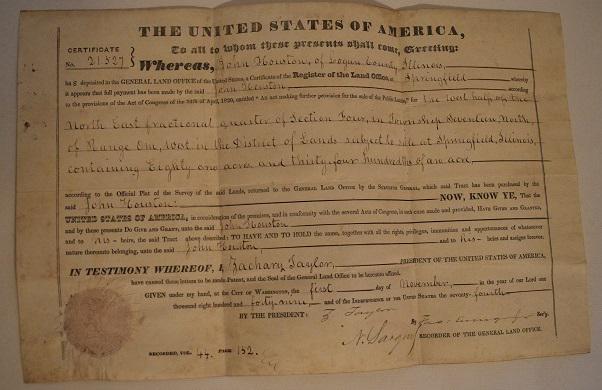 THE UNITED STATES OF AMERICA,
CERTIFICATE
No. 21527
To all to whom these presents shall come, Greeting:
Whereas, John Houston, of Logan County, Illinois,
has deposited in the GENERAL LAND OFFICE of the United States, a Certificate of the Register of the Land Office at Springfield whereby
it appears that full payment has been made by the said John Houston, according
to the provisions of the Act of Congress of the 24th of April, 1820, entitled "An act making further provision for the sale of the Public Lands," for the West half of the
North East fractional quarter of Section Four, in Township Seventeen North,
of Range One, West in the District of Lands subject to sale at Springfield, Illinois,
containing Eighty one acres and thirty four hundredths of an acre,
according to the Official Plat of the Survey of the said Lands, returned to the General Land Office by the Surveyor General, which said Tract has been purchased by the
said John Houston: NOW, KNOW YE, That the
UNITED STATES OF AMERICA, in consideration of the premises, and in conformity with the several Acts of Congress, in such case made and provided, Have Given and Granted,
and by these presents Do Give and Grant, unto the said John Houston
and to his heirs, the said Tract above described: TO HAVE AND TO HOLD the same, together with all the rights, privileges, immunities and appurtenances of whatsoever
nature thereunto belonging, unto the said John Houston and to his heirs and assigns forever.
IN TESTIMONY WHEREOF, I, Zachary Taylor, PRESIDENT OF THE UNITED STATES OF AMERICA,
have caused these letters to be made Patent, and the Seal of the General Land Office to be hereunto affixed.
GIVEN under my hand, at the City of Washington, the first day of November, in the year of our Lord one
thousand eight hundred and forty-nine, and of the Independence of the United States the seventy-fourth
BY THE PRESIDENT: Z. Taylor
By Sec'y.
N. Sargent RECORDER OF THE GENERAL LAND OFFICE.
RECORDED, VOL. 44. PAGE 132.